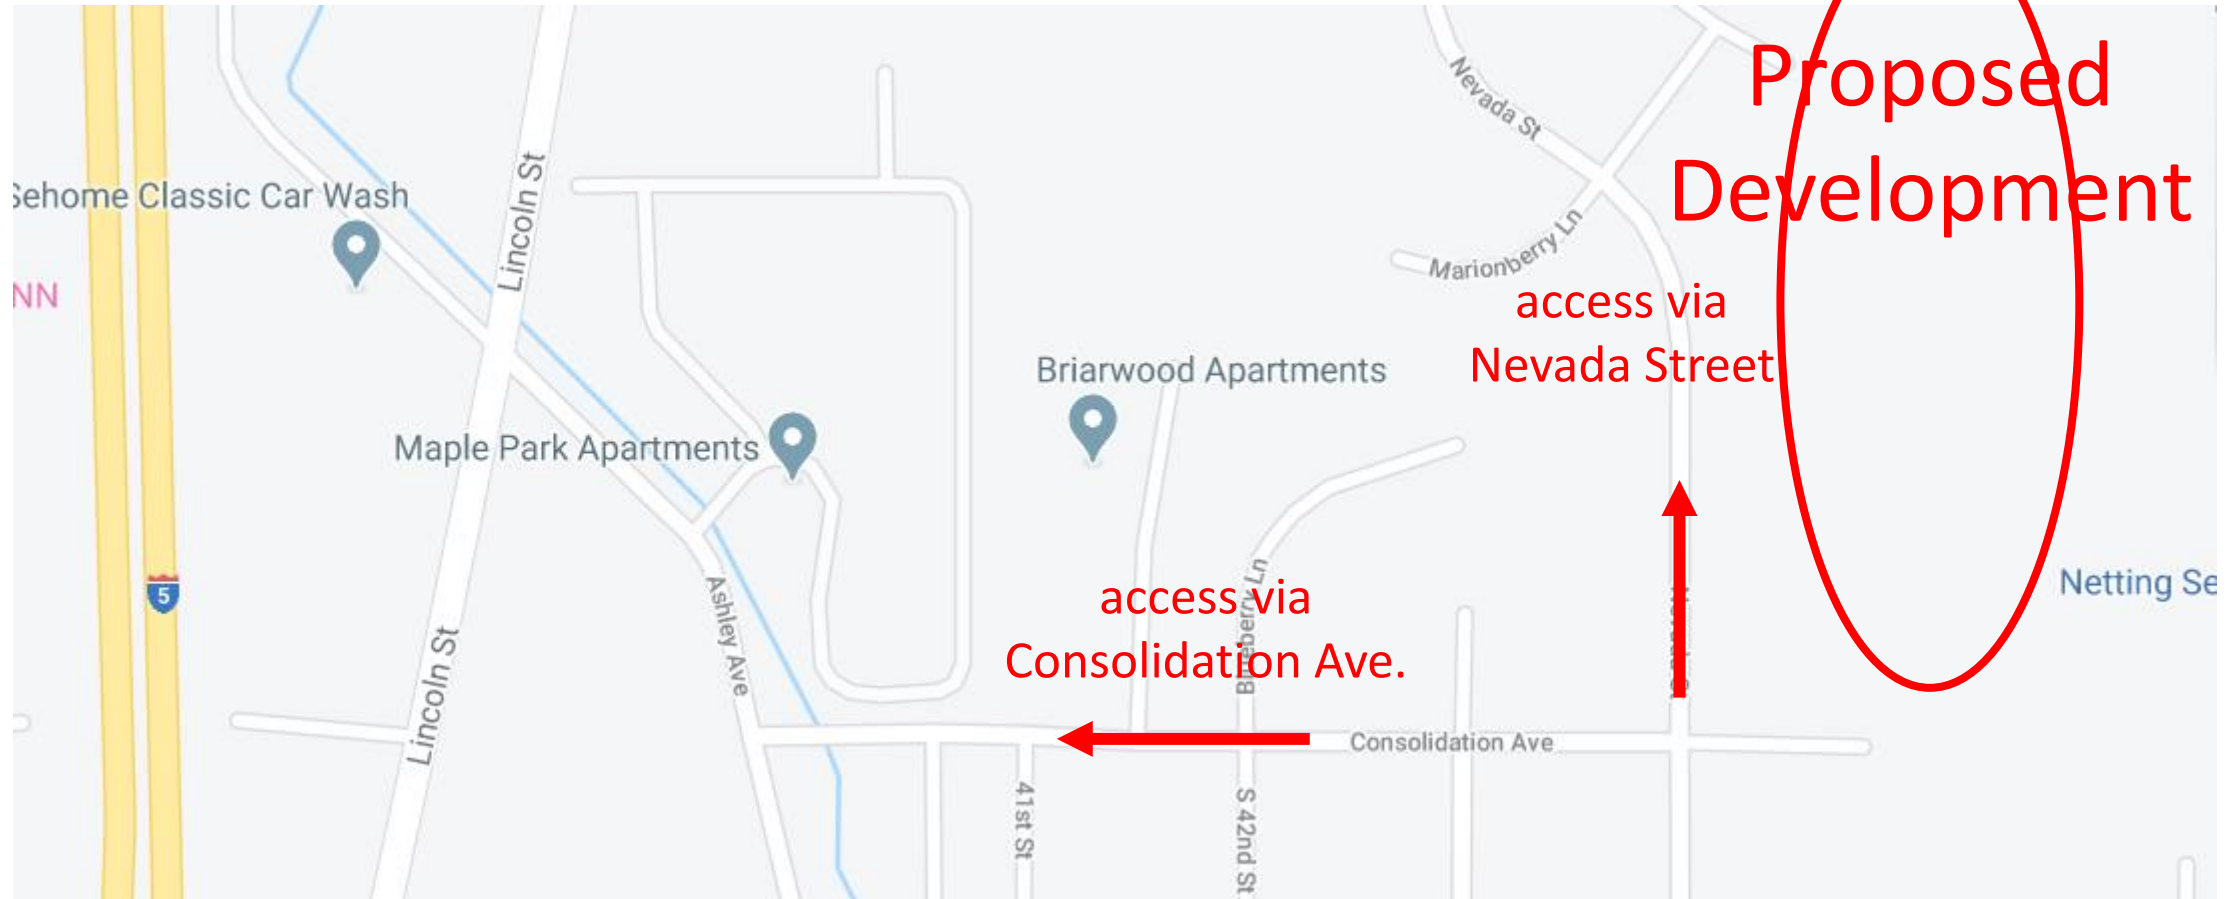 Proposed
Development
Nevada St
Sehome Classic Car Wash
Lincoln St
NN
Marionberry Ln
access via
Nevada Street
Briarwood Apartments
Maple Park Apartments
5
Ashley Ave
access via
Consolidation Ave.
Blueberry Ln
Netting Se
Lincoln St
Consolidation Ave
41st St
S 42nd St